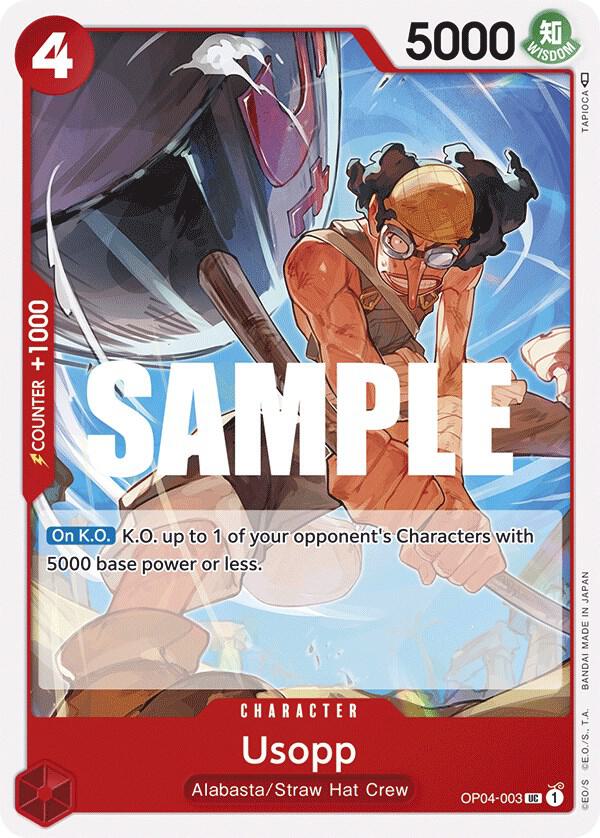 4
5000
知
WISDOM
TAPIOCA
COUNTER +1000
SAMPLE
On K.O. K.O. up to 1 of your opponent's Characters with
5000 base power or less.
CHARACTER
Usopp
Alabasta/Straw Hat Crew
OP04-003 UC 1
©EO/S ©E.O./S., T.A. BANDAI MADE IN JAPAN